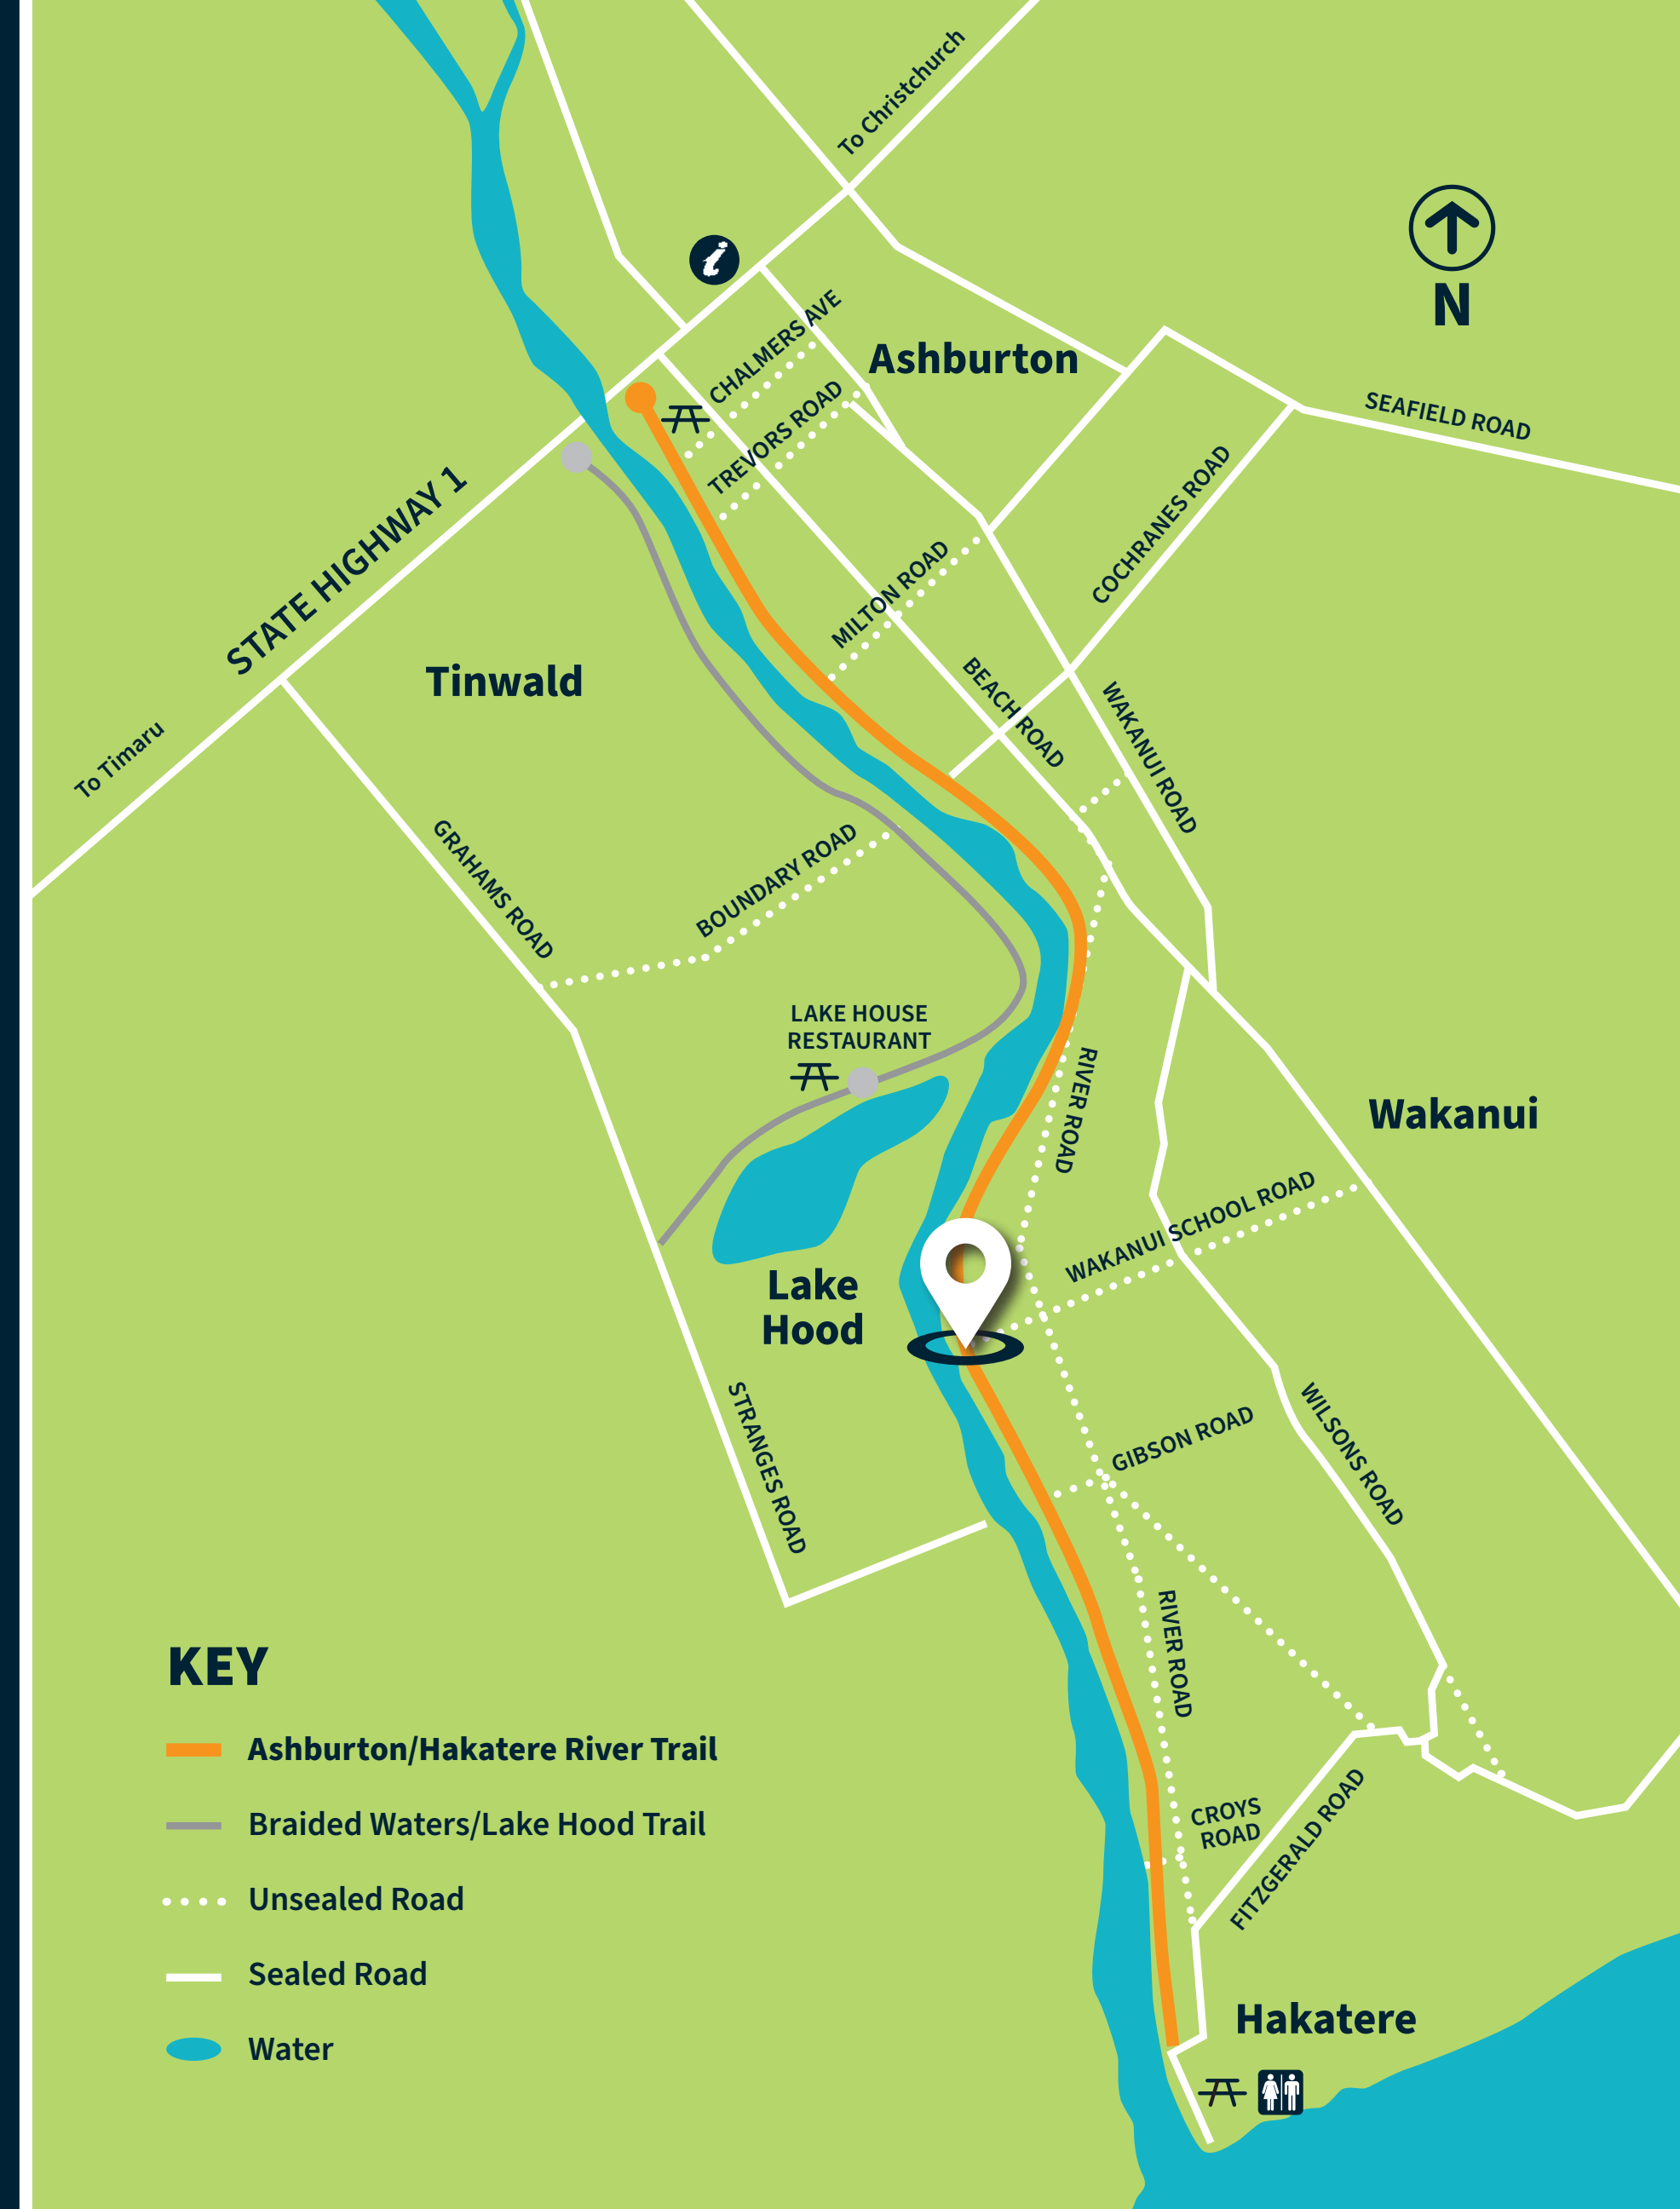 To Christchurch
i
N
CHALMERS AVE
Ashburton
TREVORS ROAD
SEAFIELD ROAD
STATE HIGHWAY 1
COCHRANES ROAD
MILTON ROAD
Tinwald
BEACH ROAD
WAKANUI ROAD
To Timaru
GRAHAMS ROAD
BOUNDARY ROAD
LAKE HOUSE
RESTAURANT
RIVER ROAD
Wakanui
WAKANUI SCHOOL ROAD
Lake
Hood
STRANGES ROAD
GIBSON ROAD
WILSONS ROAD
RIVER ROAD
KEY
Ashburton/Hakatere River Trail
Braided Waters/Lake Hood Trail
Unsealed Road
Sealed Road
Water
CROYS
ROAD
FITZGERALD ROAD
Hakatere